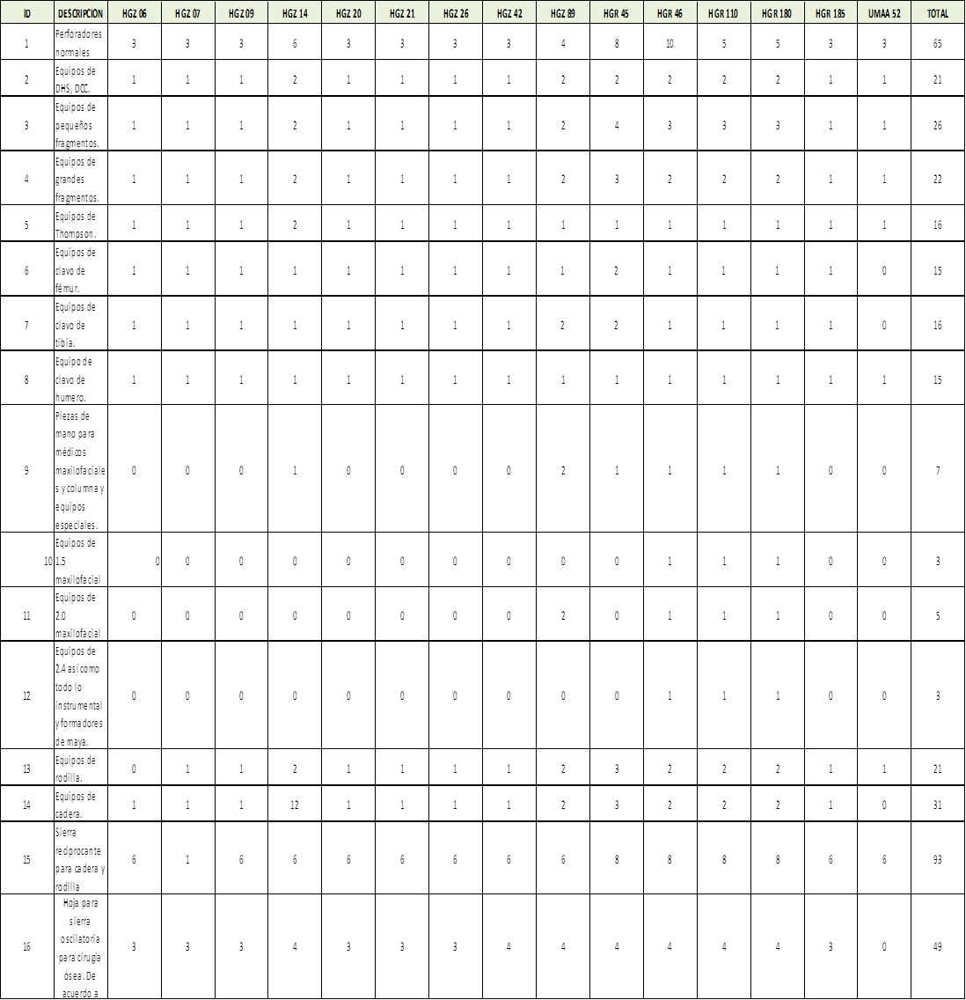 ID DESCRIPCIÓN HGZ 06 HGZ 07 HGZ 09 HGZ 14 HGZ 20 HGZ 21 HGZ 26 HGZ 42 HGZ 89 HGR 45 HGR 46 HGR 110 HGR 180 HGR 185 UMAA 52 TOTAL
Perforadores
1 3 3 3 6 3 3 3 3 4 8 10 5 5 3 3 65
normales
Equipos de
2 1 1 1 2 1 1 1 1 2 2 2 2 2 1 1 21
DHS, DCC.
Equipos de
3 pequeños 1 1 1 2 1 1 1 1 2 4 3 3 3 1 1 26
fragmentos.
Equipos de
4 grandes 1 1 1 2 1 1 1 1 2 3 2 2 2 1 1 22
fragmentos.
Equipos de
5 1 1 1 2 1 1 1 1 1 1 1 1 1 1 1 16
Thompson.
Equipos de
6 clavo de 1 1 1 1 1 1 1 1 1 2 1 1 1 1 0 15
fémur.
Equipos de
7 clavo de 1 1 1 1 1 1 1 1 2 2 1 1 1 1 0 16
tibia.
Equipo de
8 clavo de 1 1 1 1 1 1 1 1 1 1 1 1 1 1 1 15
humero.
Piezas de
mano para
médicos
9 maxilofaciale 0 0 0 1 0 0 0 0 2 1 1 1 1 0 0 7
s y columna y
equipos
especiales.
Equipos de
10 1.5 0 0 0 0 0 0 0 0 0 0 1 1 1 0 0 3
maxilofacial
Equipos de
11 2.0 0 0 0 0 0 0 0 0 2 0 1 1 1 0 0 5
maxilofacial
Equipos de
2.4 así como
todo lo
12 0 0 0 0 0 0 0 0 0 0 1 1 1 0 0 3
instrumental
y formadores
de maya.
Equipos de
13 0 1 1 2 1 1 1 1 2 3 2 2 2 1 1 21
rodilla.
Equipos de
14 1 1 1 12 1 1 1 1 2 3 2 2 2 1 0 31
cadera.
Sierra
reciprocante
15 6 1 6 6 6 6 6 6 6 8 8 8 8 6 6 93
para cadera y
rodilla
Hoja para
sierra
oscilatoria
16 para cirugía 3 3 3 4 3 3 3 4 4 4 4 4 4 3 0 49
ósea. De
acuerdo a